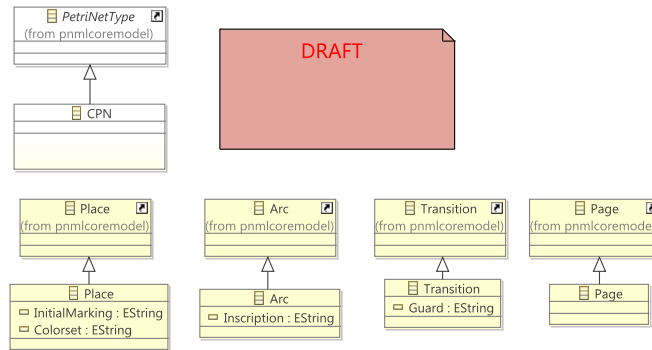 PetriNetType
(from pnmlcoremodel)
DRAFT
CPN
Place
(from pnmlcoremodel)
Arc
(from pnmlcoremodel)
Transition
(from pnmlcoremodel)
Page
(from pnmlcoremodel
Place
InitialMarking : EString
Colorset : EString
Arc
Inscription : EString
Transition
Guard : EString
Page